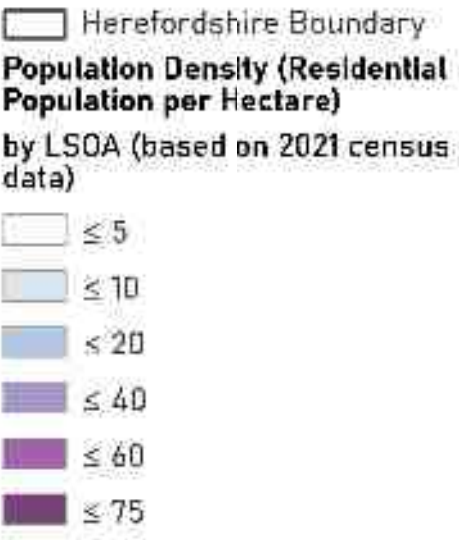 Herefordshire Boundary
Population Density (Residential
Population per Hectare)
by LSOA (based on 2021 census
data)
≤ 5
≤ 10
≤ 20
≤ 40
≤ 60
≤ 75